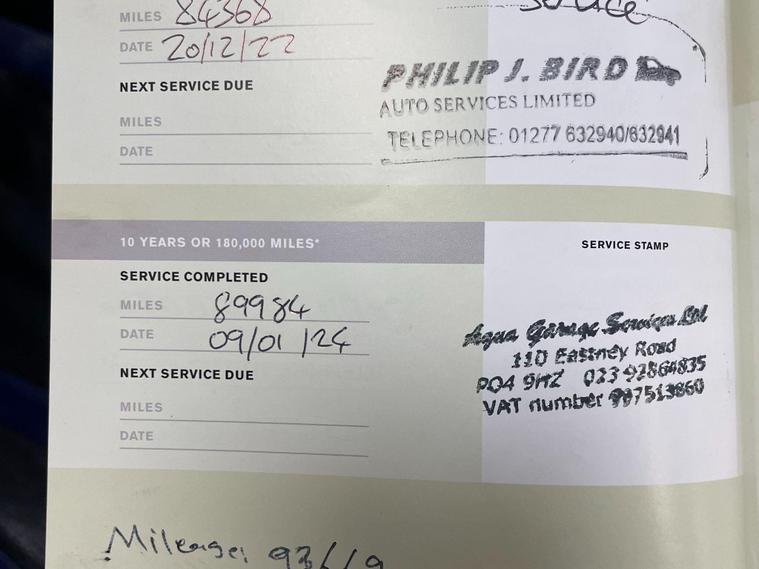 MILES 84368
DATE 20/12/22
NEXT SERVICE DUE
MILES
DATE
PHILIP J. BIRD
AUTO SERVICES LIMITED
TELEPHONE: 01277 632940/632941
10 YEARS OR 180,000 MILES*
SERVICE STAMP
SERVICE COMPLETED
MILES 89984
DATE 09/01/24
NEXT SERVICE DUE
MILES
DATE
Aqua Garage Services Ltd
110 Eastney Road
PO4 9HZ 023 92864835
VAT number 997513860
Mileage: